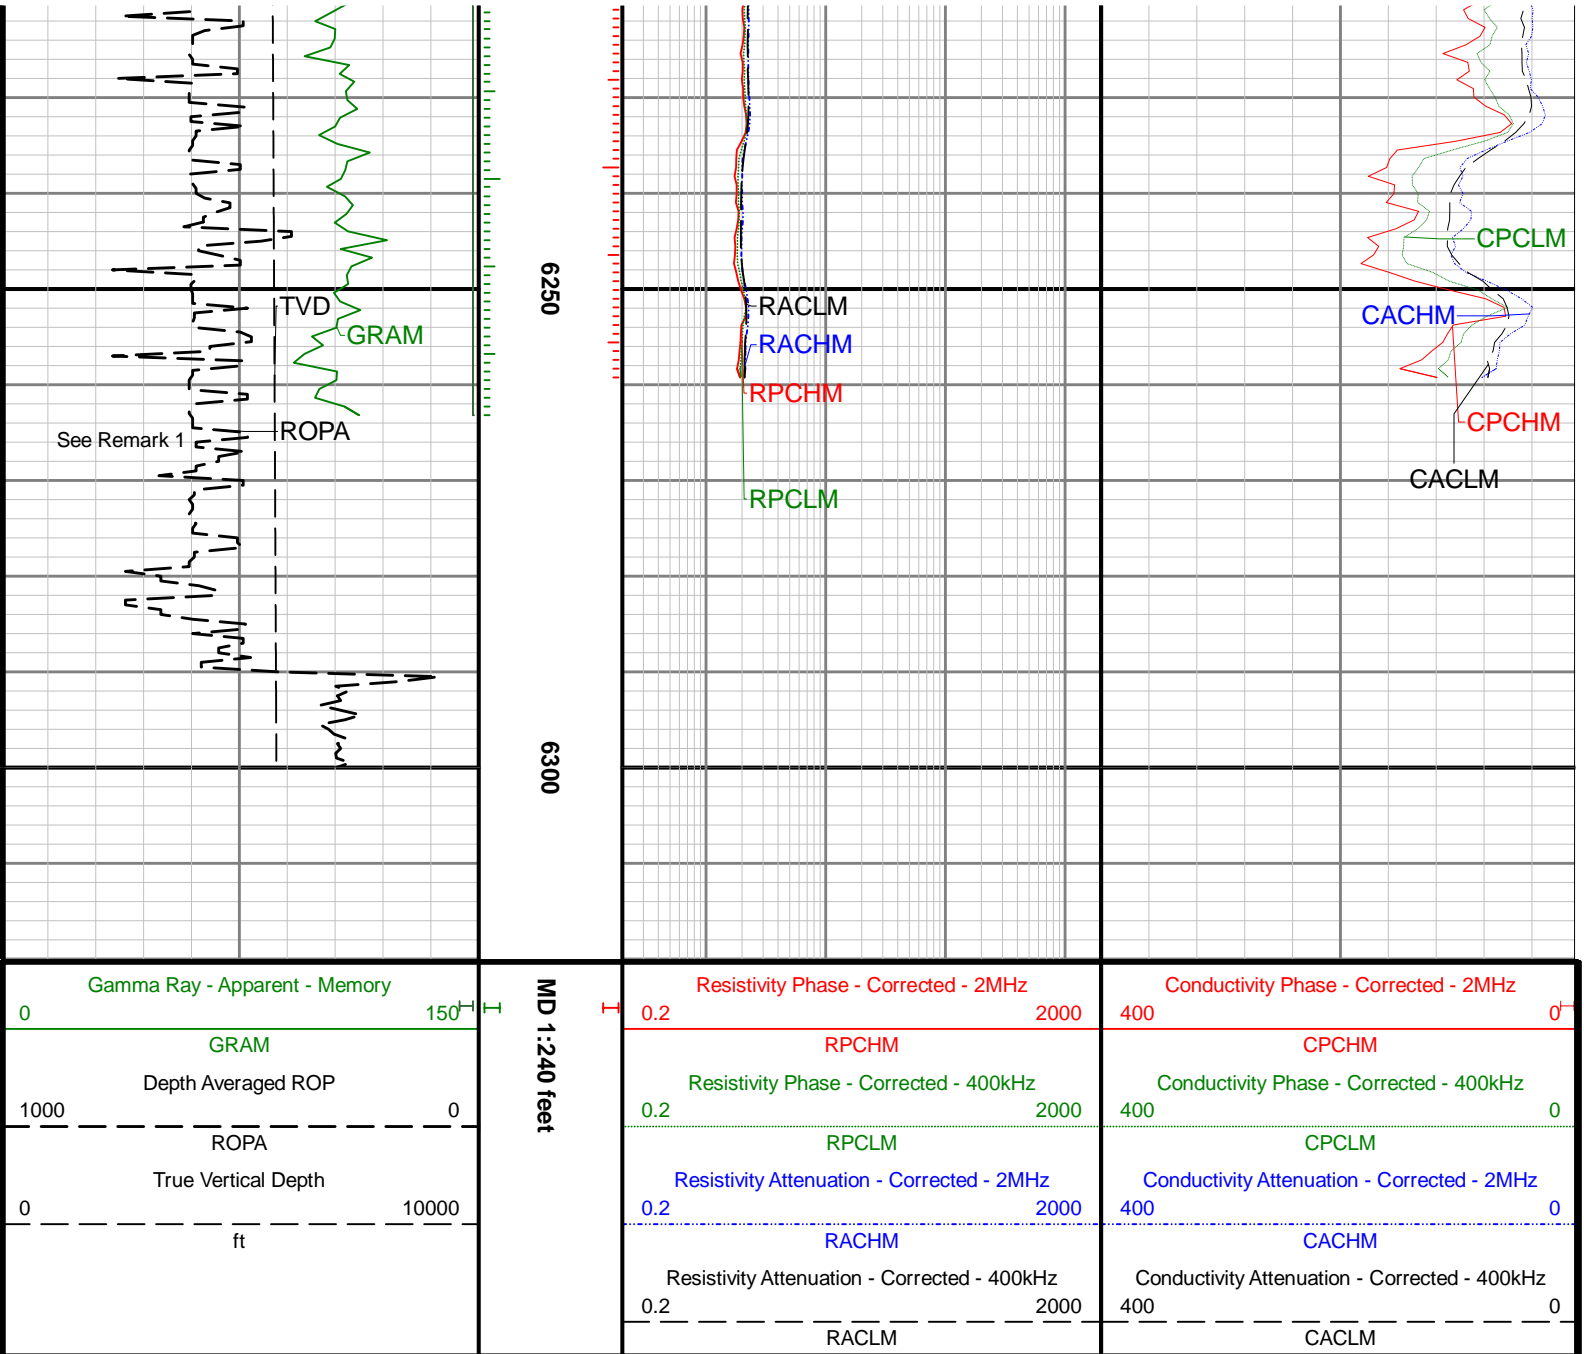 TVD
GRAM
See Remark 1
ROPA
6250
6300
RACLM
RACHM
RPCHM
RPCLM
CPCLM
CACHM
CPCHM
CACLM
Gamma Ray - Apparent - Memory
0 150
GRAM
Depth Averaged ROP
1000 0
ROPA
True Vertical Depth
0 10000
ft
MD 1:240 feet
Resistivity Phase - Corrected - 2MHz
0.2 2000
RPCHM
Resistivity Phase - Corrected - 400kHz
0.2 2000
RPCLM
Resistivity Attenuation - Corrected - 2MHz
0.2 2000
RACHM
Resistivity Attenuation - Corrected - 400kHz
0.2 2000
RACLM
Conductivity Phase - Corrected - 2MHz
400 0
CPCHM
Conductivity Phase - Corrected - 400kHz
400 0
CPCLM
Conductivity Attenuation - Corrected - 2MHz
400 0
CACHM
Conductivity Attenuation - Corrected - 400kHz
400 0
CACLM